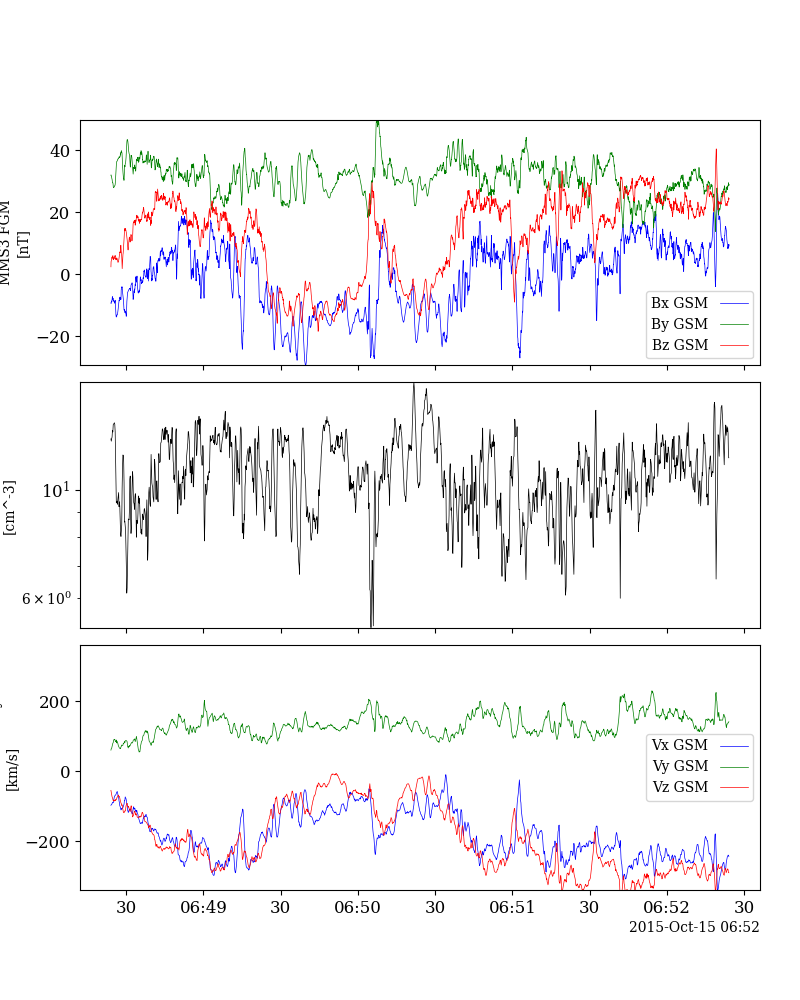 40
20
0
−20
MMS3 FGM
[nT]
Bx GSM
By GSM
Bz GSM
10^1
6 × 10^0
[cm^-3]
200
0
−200
[km/s]
Vx GSM
Vy GSM
Vz GSM
30 06:49 30 06:50 30 06:51 30 06:52 30
2015-Oct-15 06:52